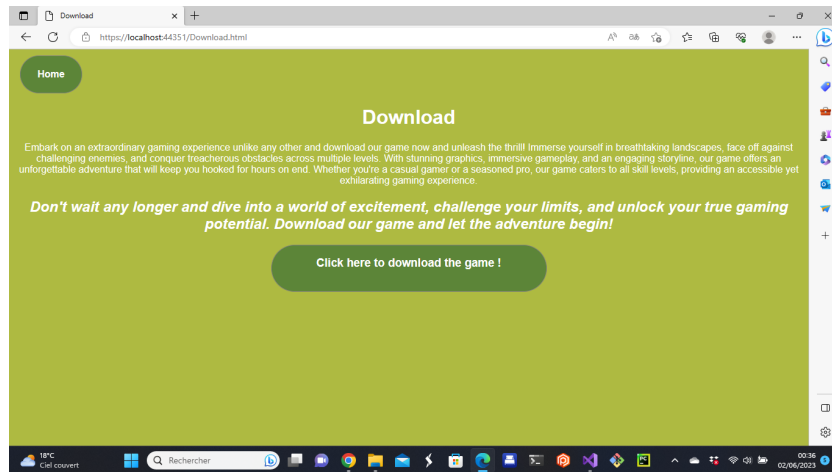 Download
https://localhost:44351/Download.html
Home
Download
Embark on an extraordinary gaming experience unlike any other and download our game now and unleash the thrill! Immerse yourself in breathtaking landscapes, face off against
challenging enemies, and conquer treacherous obstacles across multiple levels. With stunning graphics, immersive gameplay, and an engaging storyline, our game offers an
unforgettable adventure that will keep you hooked for hours on end. Whether you're a casual gamer or a seasoned pro, our game caters to all skill levels, providing an accessible yet
exhilarating gaming experience.
Don't wait any longer and dive into a world of excitement, challenge your limits, and unlock your true gaming
potential. Download our game and let the adventure begin!
Click here to download the game !
18°C
Ciel couvert
Rechercher
00:36
02/06/2023